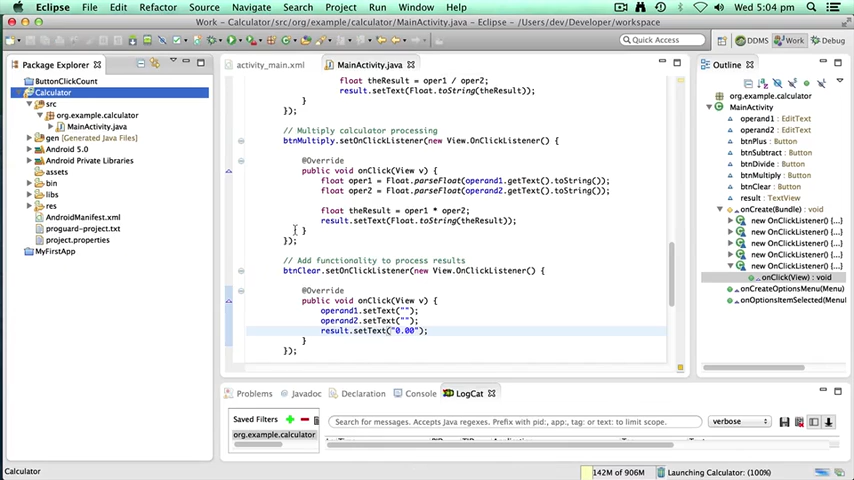 Eclipse File Edit Refactor Source Navigate Search Project Run Window Wed 5:04 pm
Work - Calculator/src/org/example/calculator/MainActivity.java - Eclipse - /Users/dev/Developer/workspace
Quick Access DDMS Work Debug
Package Explorer
ButtonClickCount
Calculator
src
org.example.calculator
MainActivity.java
gen [Generated Java Files]
Android 5.0
Android Private Libraries
assets
bin
libs
res
AndroidManifest.xml
proguard-project.txt
project.properties
MyFirstApp
activity_main.xml MainActivity.java
float theResult = oper1 / oper2;
result.setText(Float.toString(theResult));
}
});
// Multiply calculator processing
btnMultiply.setOnClickListener(new View.OnClickListener() {
@Override
public void onClick(View v) {
float oper1 = Float.parseFloat(operand1.getText().toString());
float oper2 = Float.parseFloat(operand2.getText().toString());
float theResult = oper1 * oper2;
result.setText(Float.toString(theResult));
}
});
// Add functionality to process results
btnClear.setOnClickListener(new View.OnClickListener() {
@Override
public void onClick(View v) {
operand1.setText("");
operand2.setText("");
result.setText("0.00");
}
});
Outline
org.example.calculator
MainActivity
operand1 : EditText
operand2 : EditText
btnPlus : Button
btnSubtract : Button
btnDivide : Button
btnMultiply : Button
btnClear : Button
result : TextView
onCreate(Bundle) : void
new OnClickListener() {...}
new OnClickListener() {...}
new OnClickListener() {...}
new OnClickListener() {...}
new OnClickListener() {...}
onClick(View) : void
onCreateOptionsMenu(Menu)
onOptionsItemSelected(Menu)
Problems Javadoc Declaration Console LogCat
Saved Filters
org.example.calculator
Search for messages. Accepts Java regexes. Prefix with pid:, app:, tag: or text: to limit scope.
verbose
Calculator
142M of 906M
Launching Calculator: (100%)